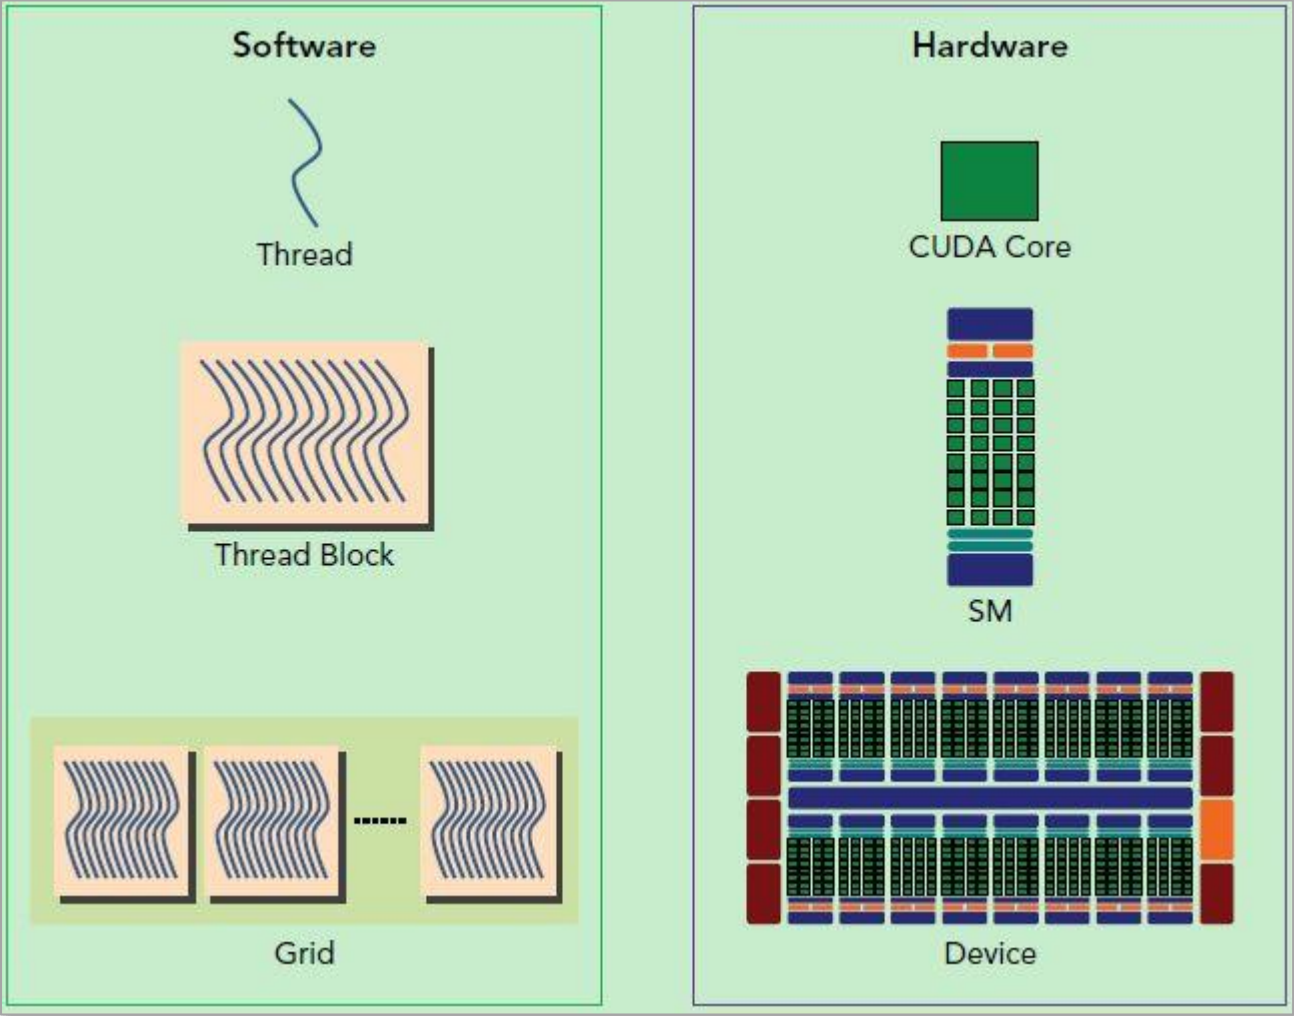 Software
Thread
Thread Block
Grid
Hardware
CUDA Core
SM
Device